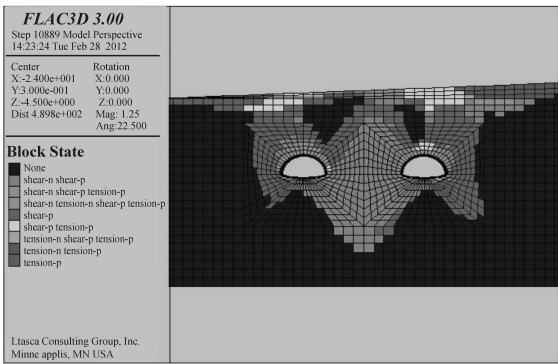 FLAC3D 3.00
Step 10889 Model Perspective
14:23:24 Tue Feb 28 2012
Center Rotation
X:-2.400e+001 X:0.000
Y:3.000e-001 Y:0.000
Z:-4.500e+000 Z:0.000
Dist 4.898e+002 Mag: 1.25
Ang:22.500
Block State
None
shear-n shear-p
shear-n shear-p tension-p
shear-n tension-n shear-p tension-p
shear-p
shear-p tension-p
tension-n shear-p tension-p
tension-n tension-p
tension-p
Ltasca Consulting Group, Inc.
Minne applis, MN USA